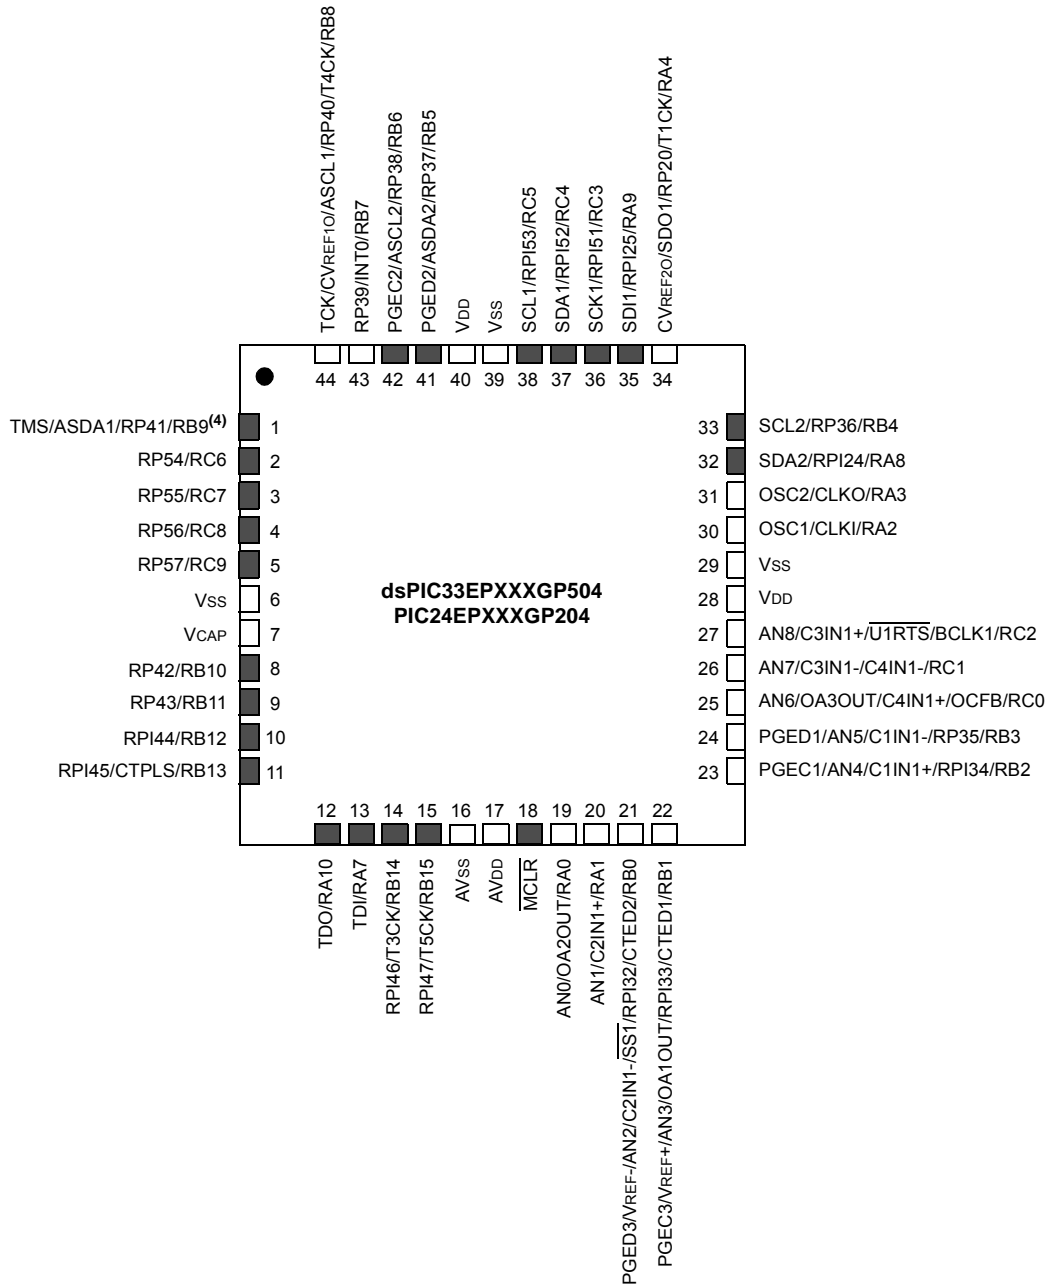 TCK/CVREF1O/ASCL1/RP40/T4CK/RB8
RP39/INT0/RB7
PGEC2/ASCL2/RP38/RB6
PGED2/ASDA2/RP37/RB5
VDD
VSS
SCL1/RPI53/RC5
SDA1/RPI52/RC4
SCK1/RPI51/RC3
SDI1/RPI25/RA9
CVREF2O/SDO1/RP20/T1CK/RA4
44 43 42 41 40 39 38 37 36 35 34
TMS/ASDA1/RP41/RB9(4) 1
RP54/RC6 2
RP55/RC7 3
RP56/RC8 4
RP57/RC9 5
VSS 6
VCAP 7
RP42/RB10 8
RP43/RB11 9
RPI44/RB12 10
RPI45/CTPLS/RB13 11
dsPIC33EPXXXGP504
PIC24EPXXXGP204
33 SCL2/RP36/RB4
32 SDA2/RPI24/RA8
31 OSC2/CLKO/RA3
30 OSC1/CLKI/RA2
29 VSS
28 VDD
27 AN8/C3IN1+/U1RTS/BCLK1/RC2
26 AN7/C3IN1-/C4IN1-/RC1
25 AN6/OA3OUT/C4IN1+/OCFB/RC0
24 PGED1/AN5/C1IN1-/RP35/RB3
23 PGEC1/AN4/C1IN1+/RPI34/RB2
12 13 14 15 16 17 18 19 20 21 22
TDO/RA10
TDI/RA7
RPI46/T3CK/RB14
RPI47/T5CK/RB15
AVSS
AVDD
MCLR
AN0/OA2OUT/RA0
AN1/C2IN1+/RA1
PGED3/VREF-/AN2/C2IN1-/SS1/RPI32/CTED2/RB0
PGEC3/VREF+/AN3/OA1OUT/RPI33/CTED1/RB1